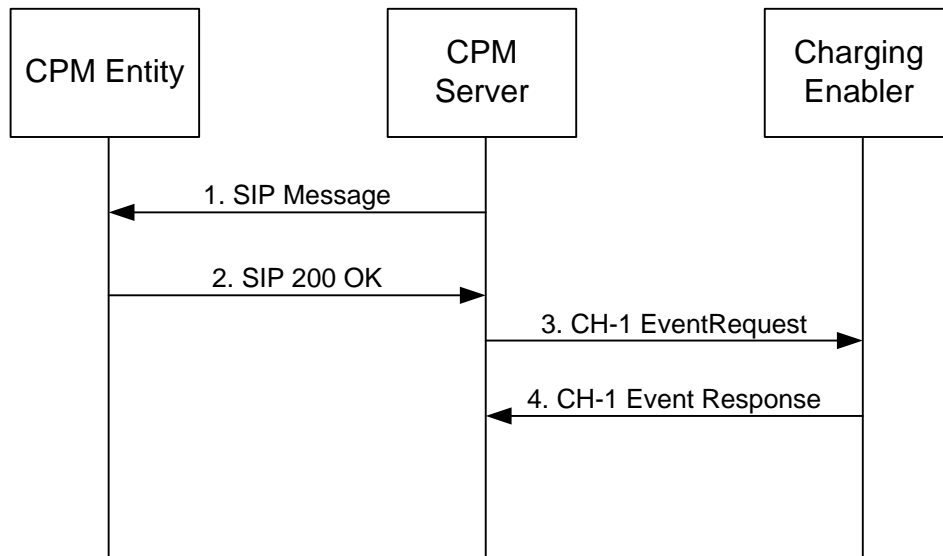 CPM Entity
CPM
Server
Charging
Enabler
1. SIP Message
2. SIP 200 OK
3. CH-1 EventRequest
4. CH-1 Event Response